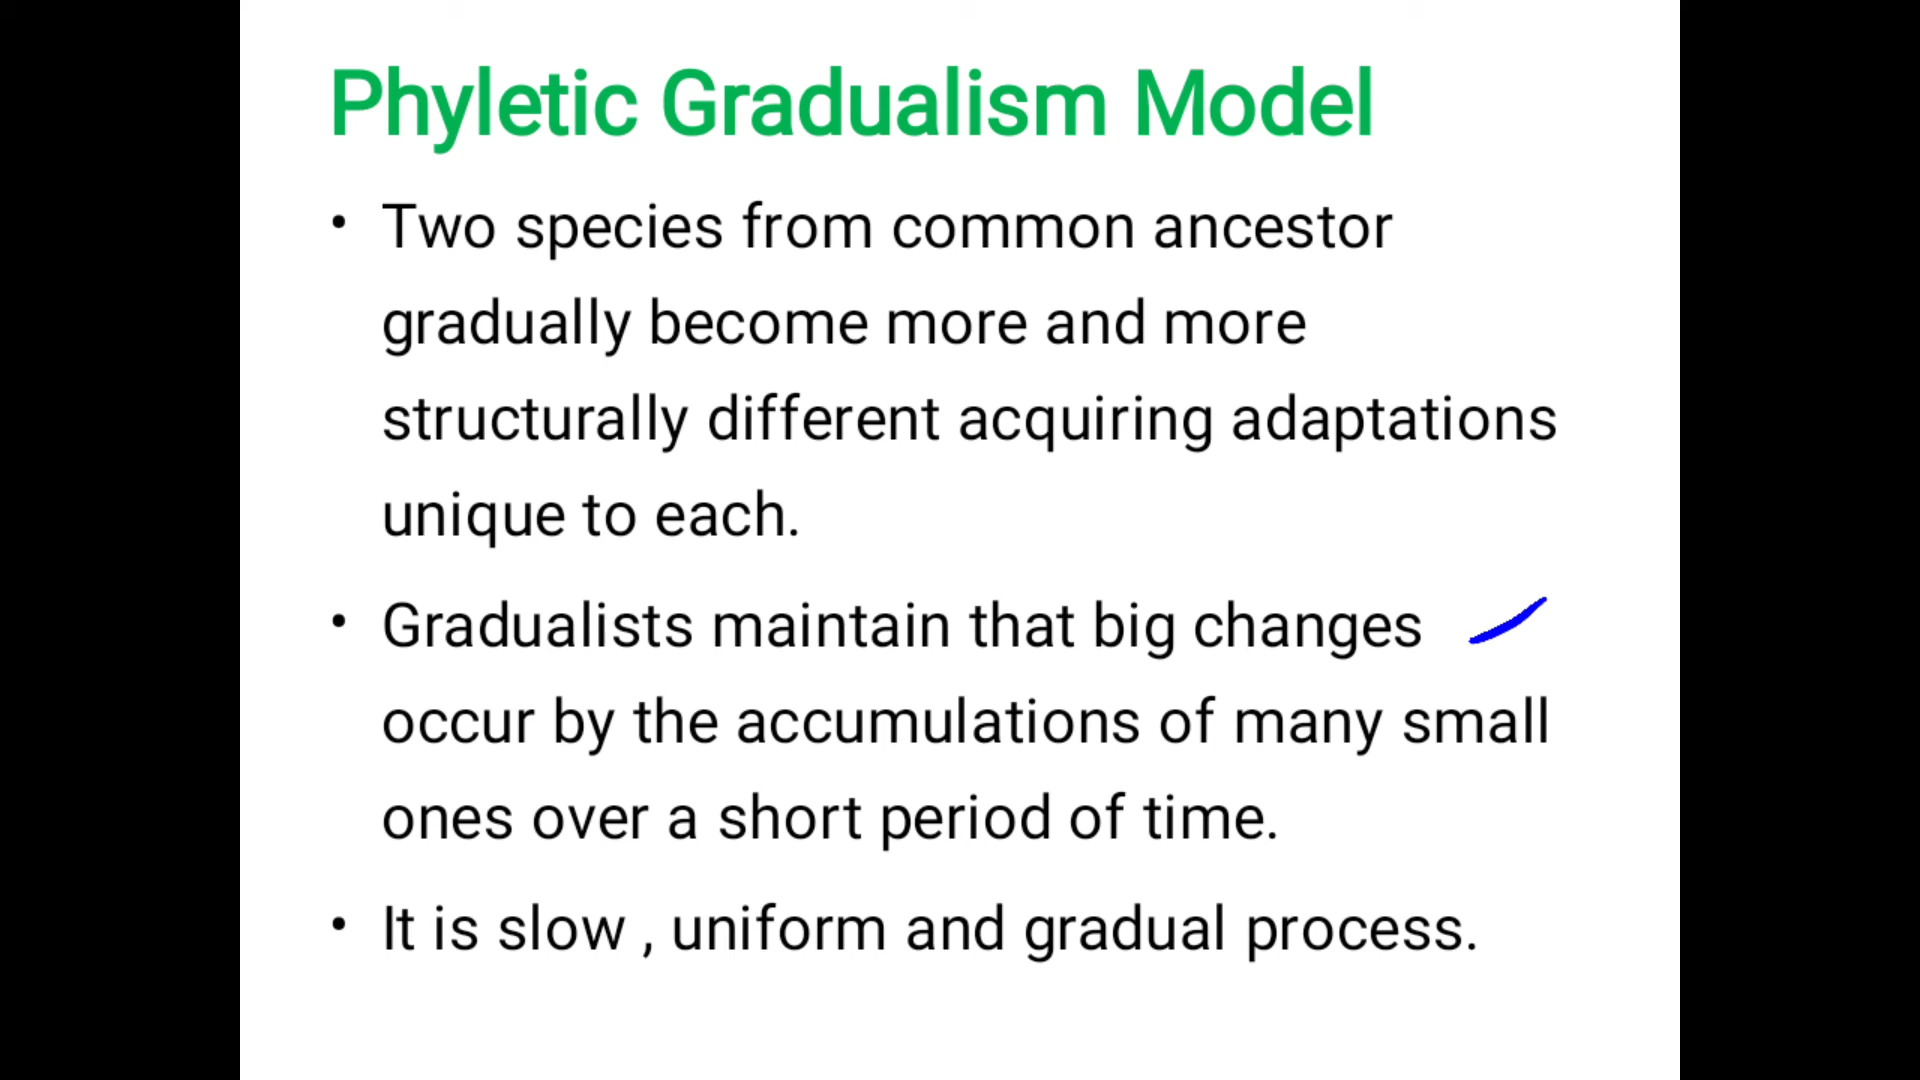 Phyletic Gradualism Model
• Two species from common ancestor
gradually become more and more
structurally different acquiring adaptations
unique to each.
• Gradualists maintain that big changes
occur by the accumulations of many small
ones over a short period of time.
• It is slow , uniform and gradual process.